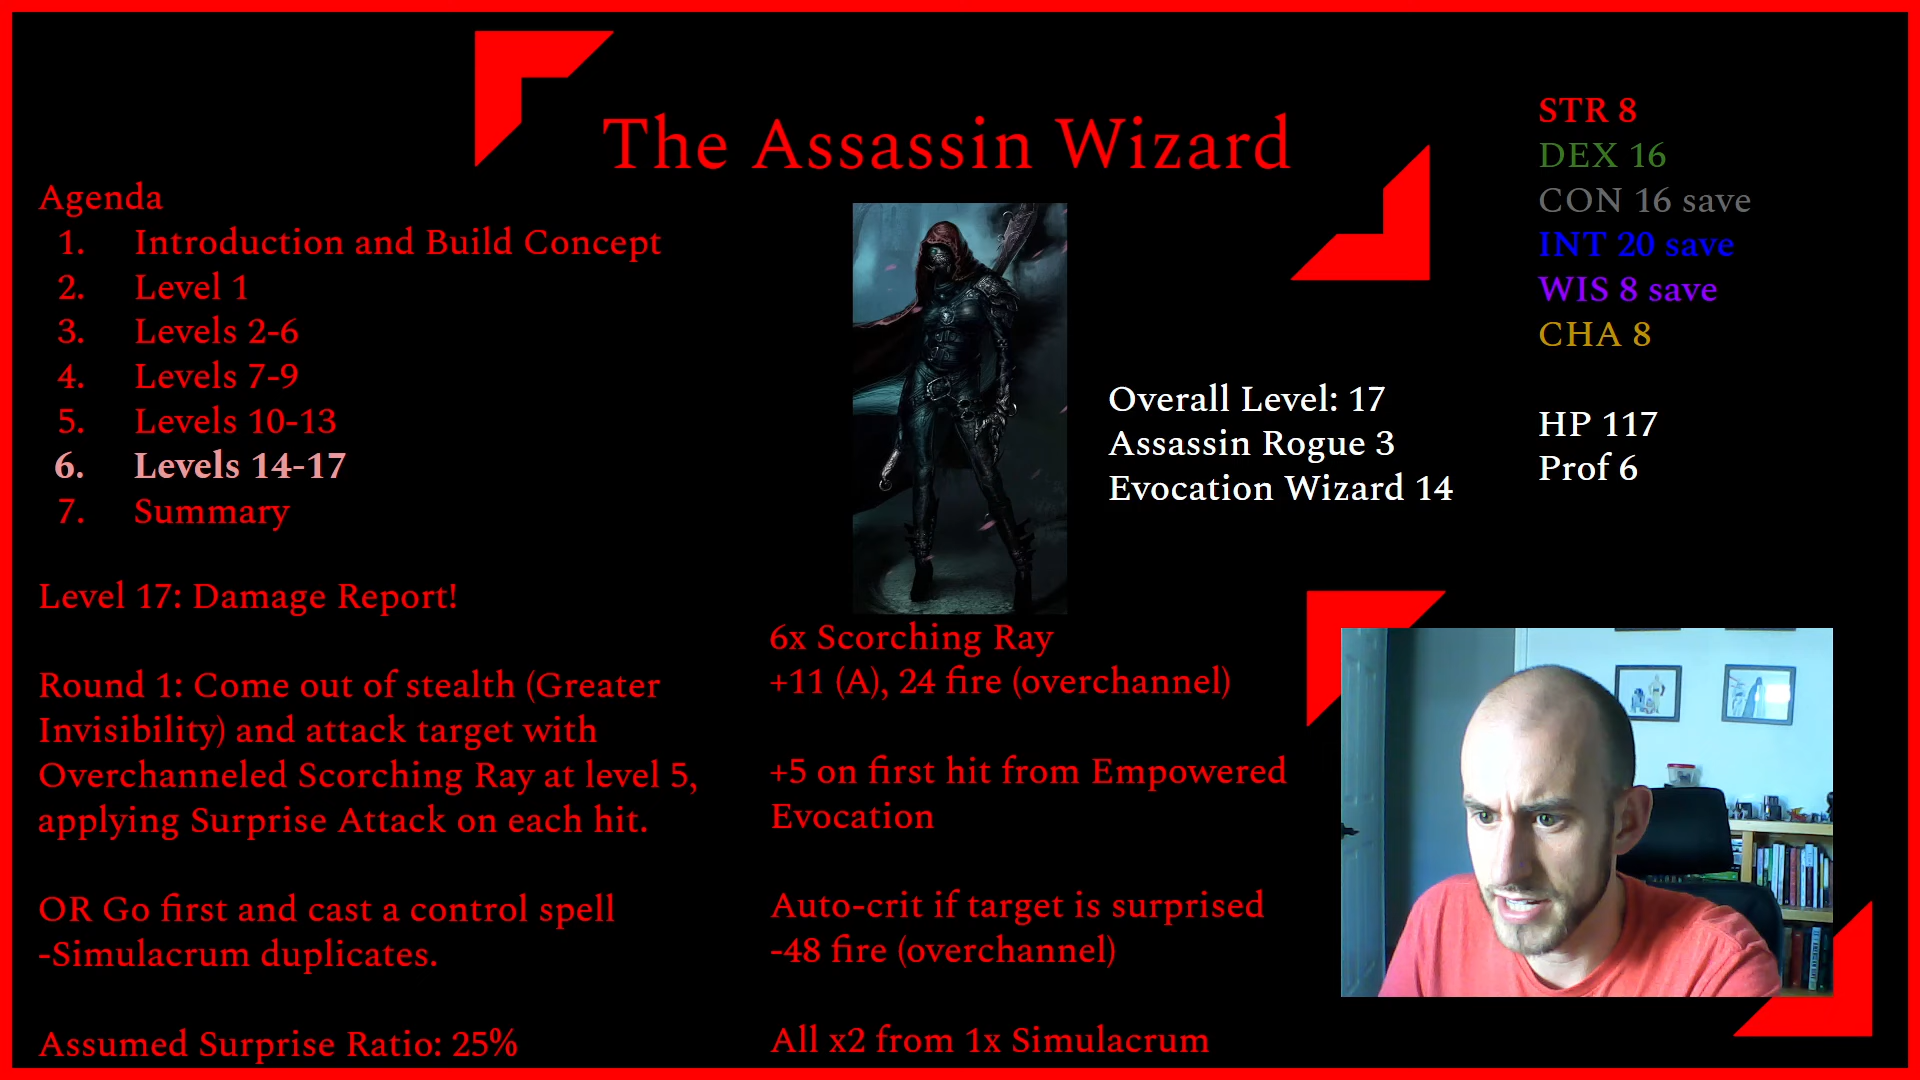 The Assassin Wizard
Agenda
1. Introduction and Build Concept
2. Level 1
3. Levels 2-6
4. Levels 7-9
5. Levels 10-13
6. Levels 14-17
7. Summary
Level 17: Damage Report!
Round 1: Come out of stealth (Greater
Invisibility) and attack target with
Overchanneled Scorching Ray at level 5,
applying Surprise Attack on each hit.
OR Go first and cast a control spell
-Simulacrum duplicates.
Assumed Surprise Ratio: 25%
6x Scorching Ray
+11 (A), 24 fire (overchannel)
+5 on first hit from Empowered
Evocation
Auto-crit if target is surprised
-48 fire (overchannel)
All x2 from 1x Simulacrum
Overall Level: 17
Assassin Rogue 3
Evocation Wizard 14
STR 8
DEX 16
CON 16 save
INT 20 save
WIS 8 save
CHA 8
HP 117
Prof 6